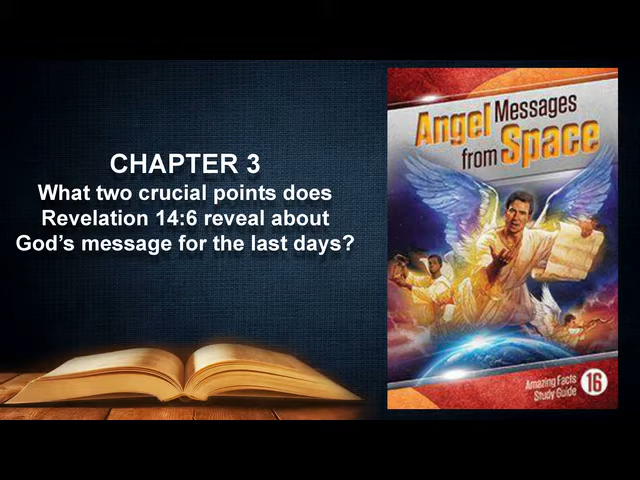 CHAPTER 3
What two crucial points does
Revelation 14:6 reveal about
God's message for the last days?
Angel Messages
from Space
Amazing Facts
Study Guide
16